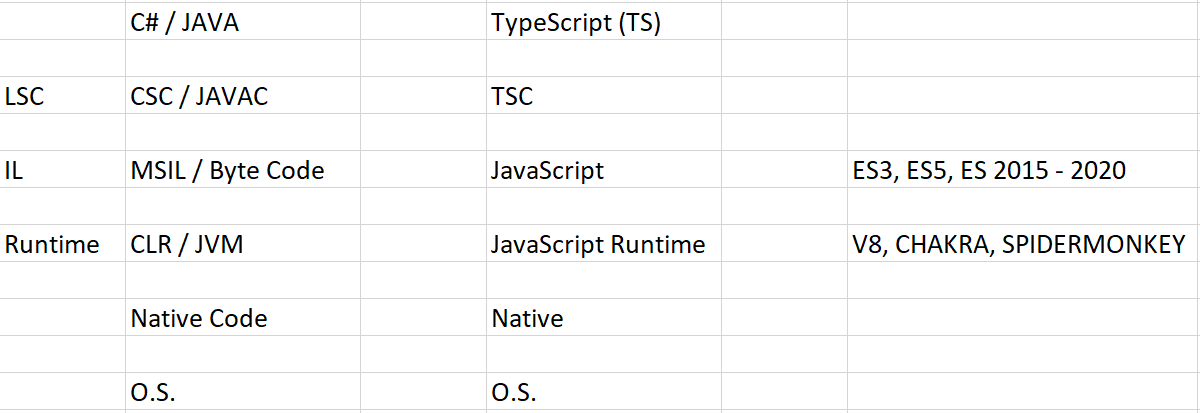 C# / JAVA TypeScript (TS)
LSC CSC / JAVAC TSC
IL MSIL / Byte Code JavaScript ES3, ES5, ES 2015 - 2020
Runtime CLR / JVM JavaScript Runtime V8, CHAKRA, SPIDERMONKEY
Native Code Native
O.S. O.S.